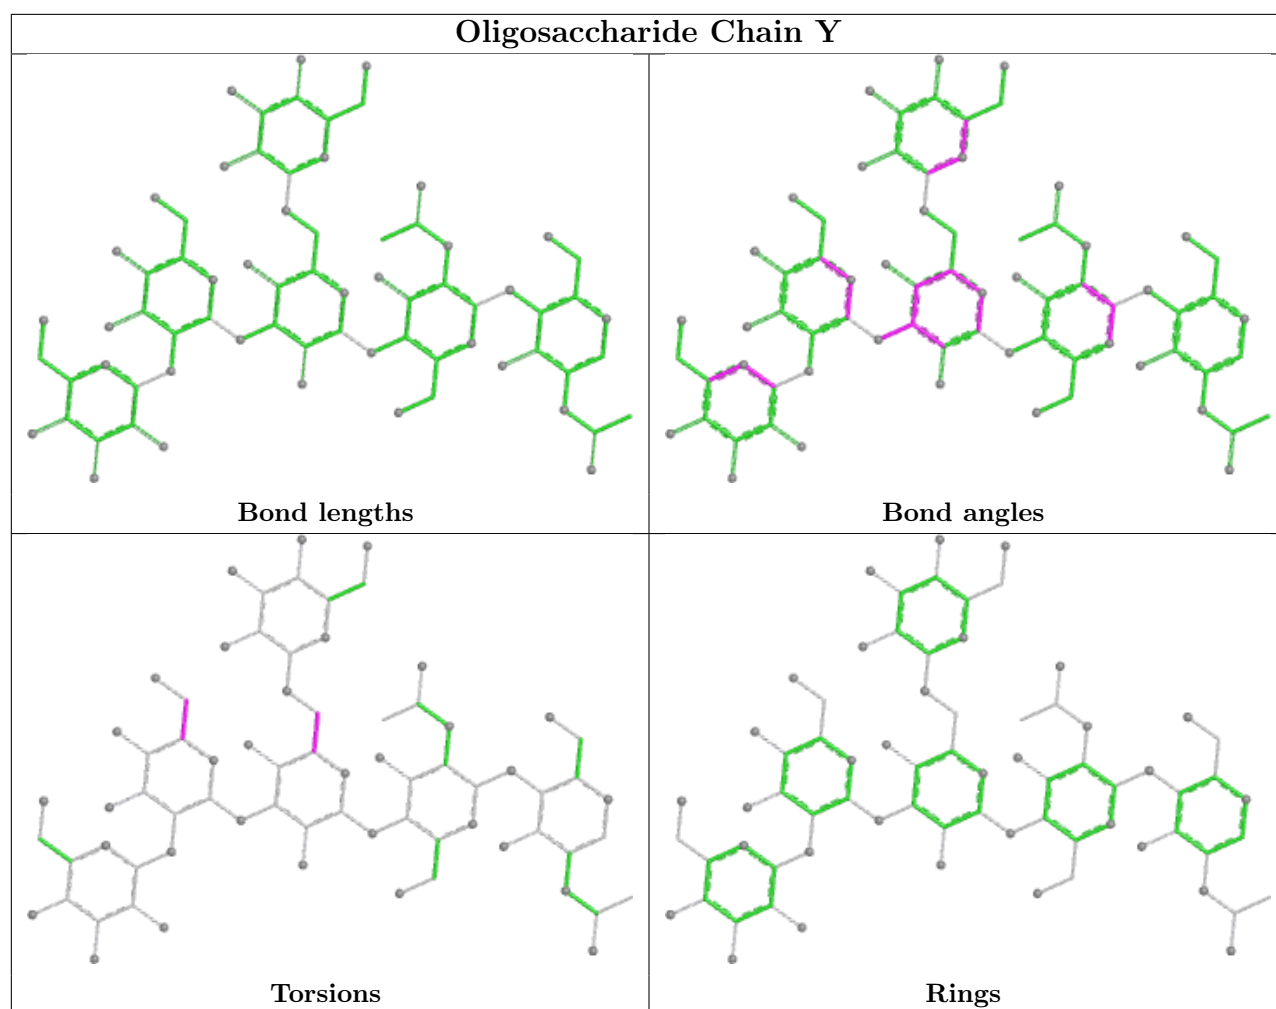 Oligosaccharide Chain Y
Bond lengths
Bond angles
Torsions
Rings